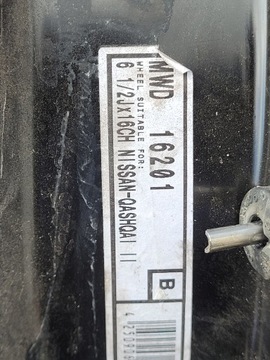 MWD 16201
WHEEL SUITABLE FOR:
6 1/2Jx16CH NISSAN-QASHQAI II
B